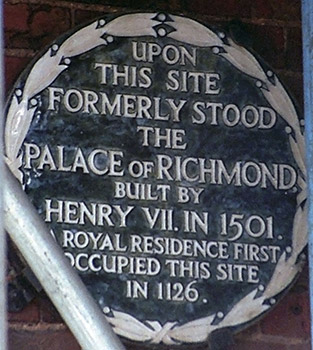 UPON
THIS SITE
FORMERLY STOOD
THE
PALACE OF RICHMOND
BUILT BY
HENRY VII. IN 1501.
A ROYAL RESIDENCE FIRST
OCCUPIED THIS SITE
IN 1126.